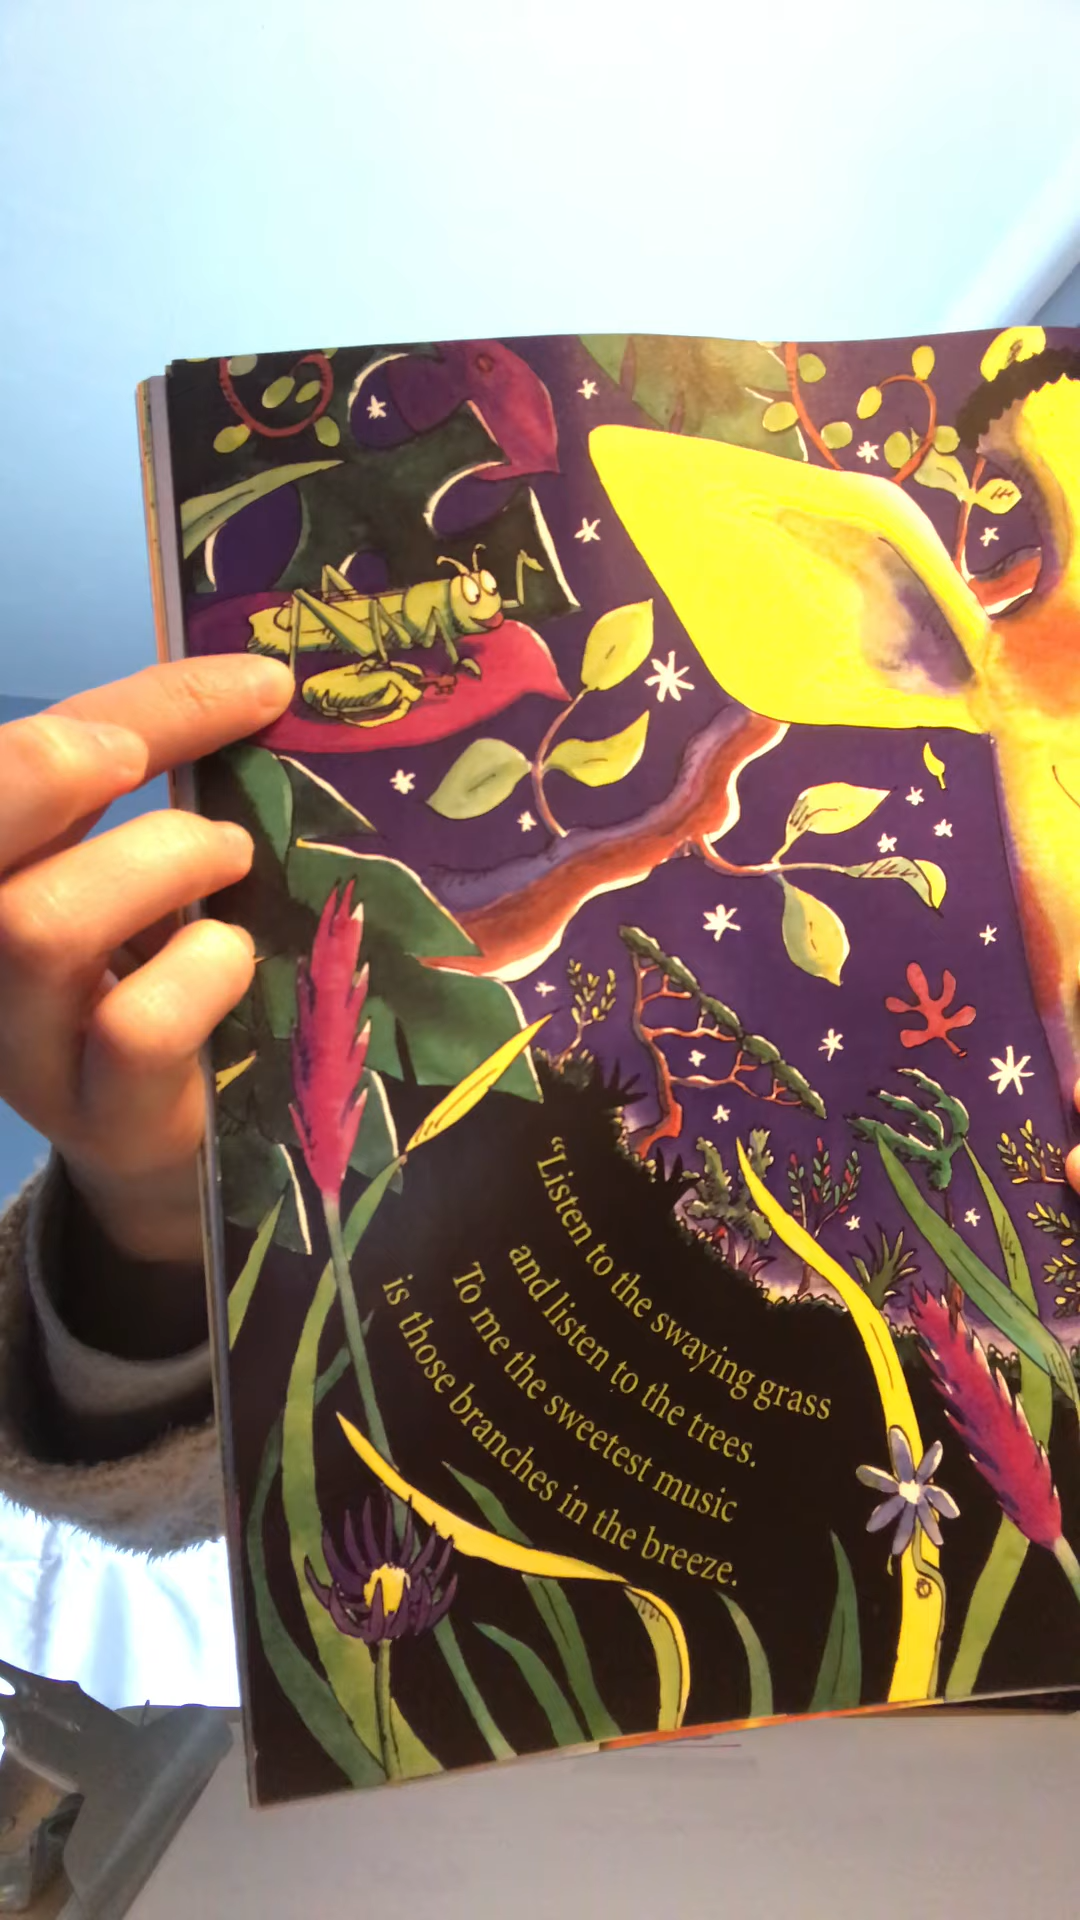 “Listen to the swaying grass
and listen to the trees.
To me the sweetest music
is those branches in the breeze.